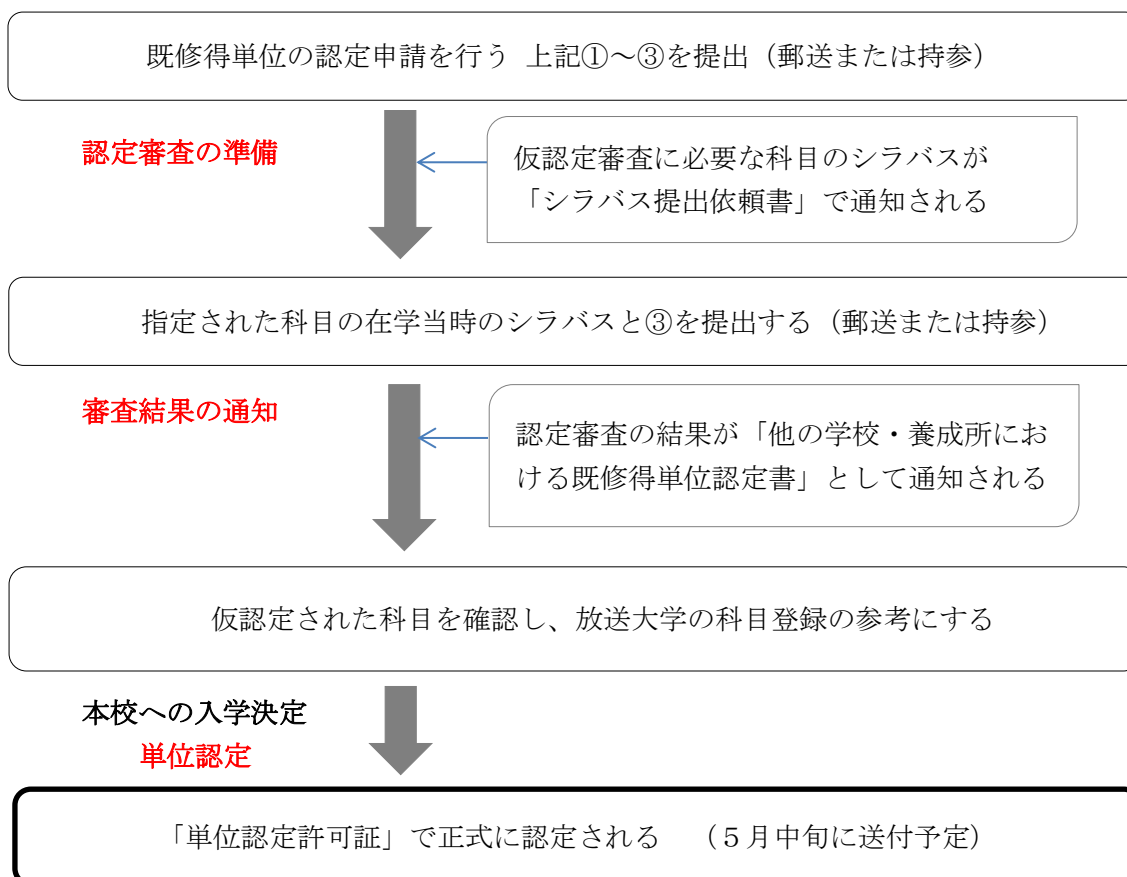 既修得単位の認定申請を行う 上記①～③を提出（郵送または持参）
認定審査の準備
仮認定審査に必要な科目のシラバスが
「シラバス提出依頼書」で通知される
指定された科目の在学当時のシラバスと③を提出する（郵送または持参）
審査結果の通知
認定審査の結果が「他の学校・養成所にお
ける既修得単位認定書」として通知される
仮認定された科目を確認し、放送大学の科目登録の参考にする
本校への入学決定
単位認定
「単位認定許可証」で正式に認定される （５月中旬に送付予定）